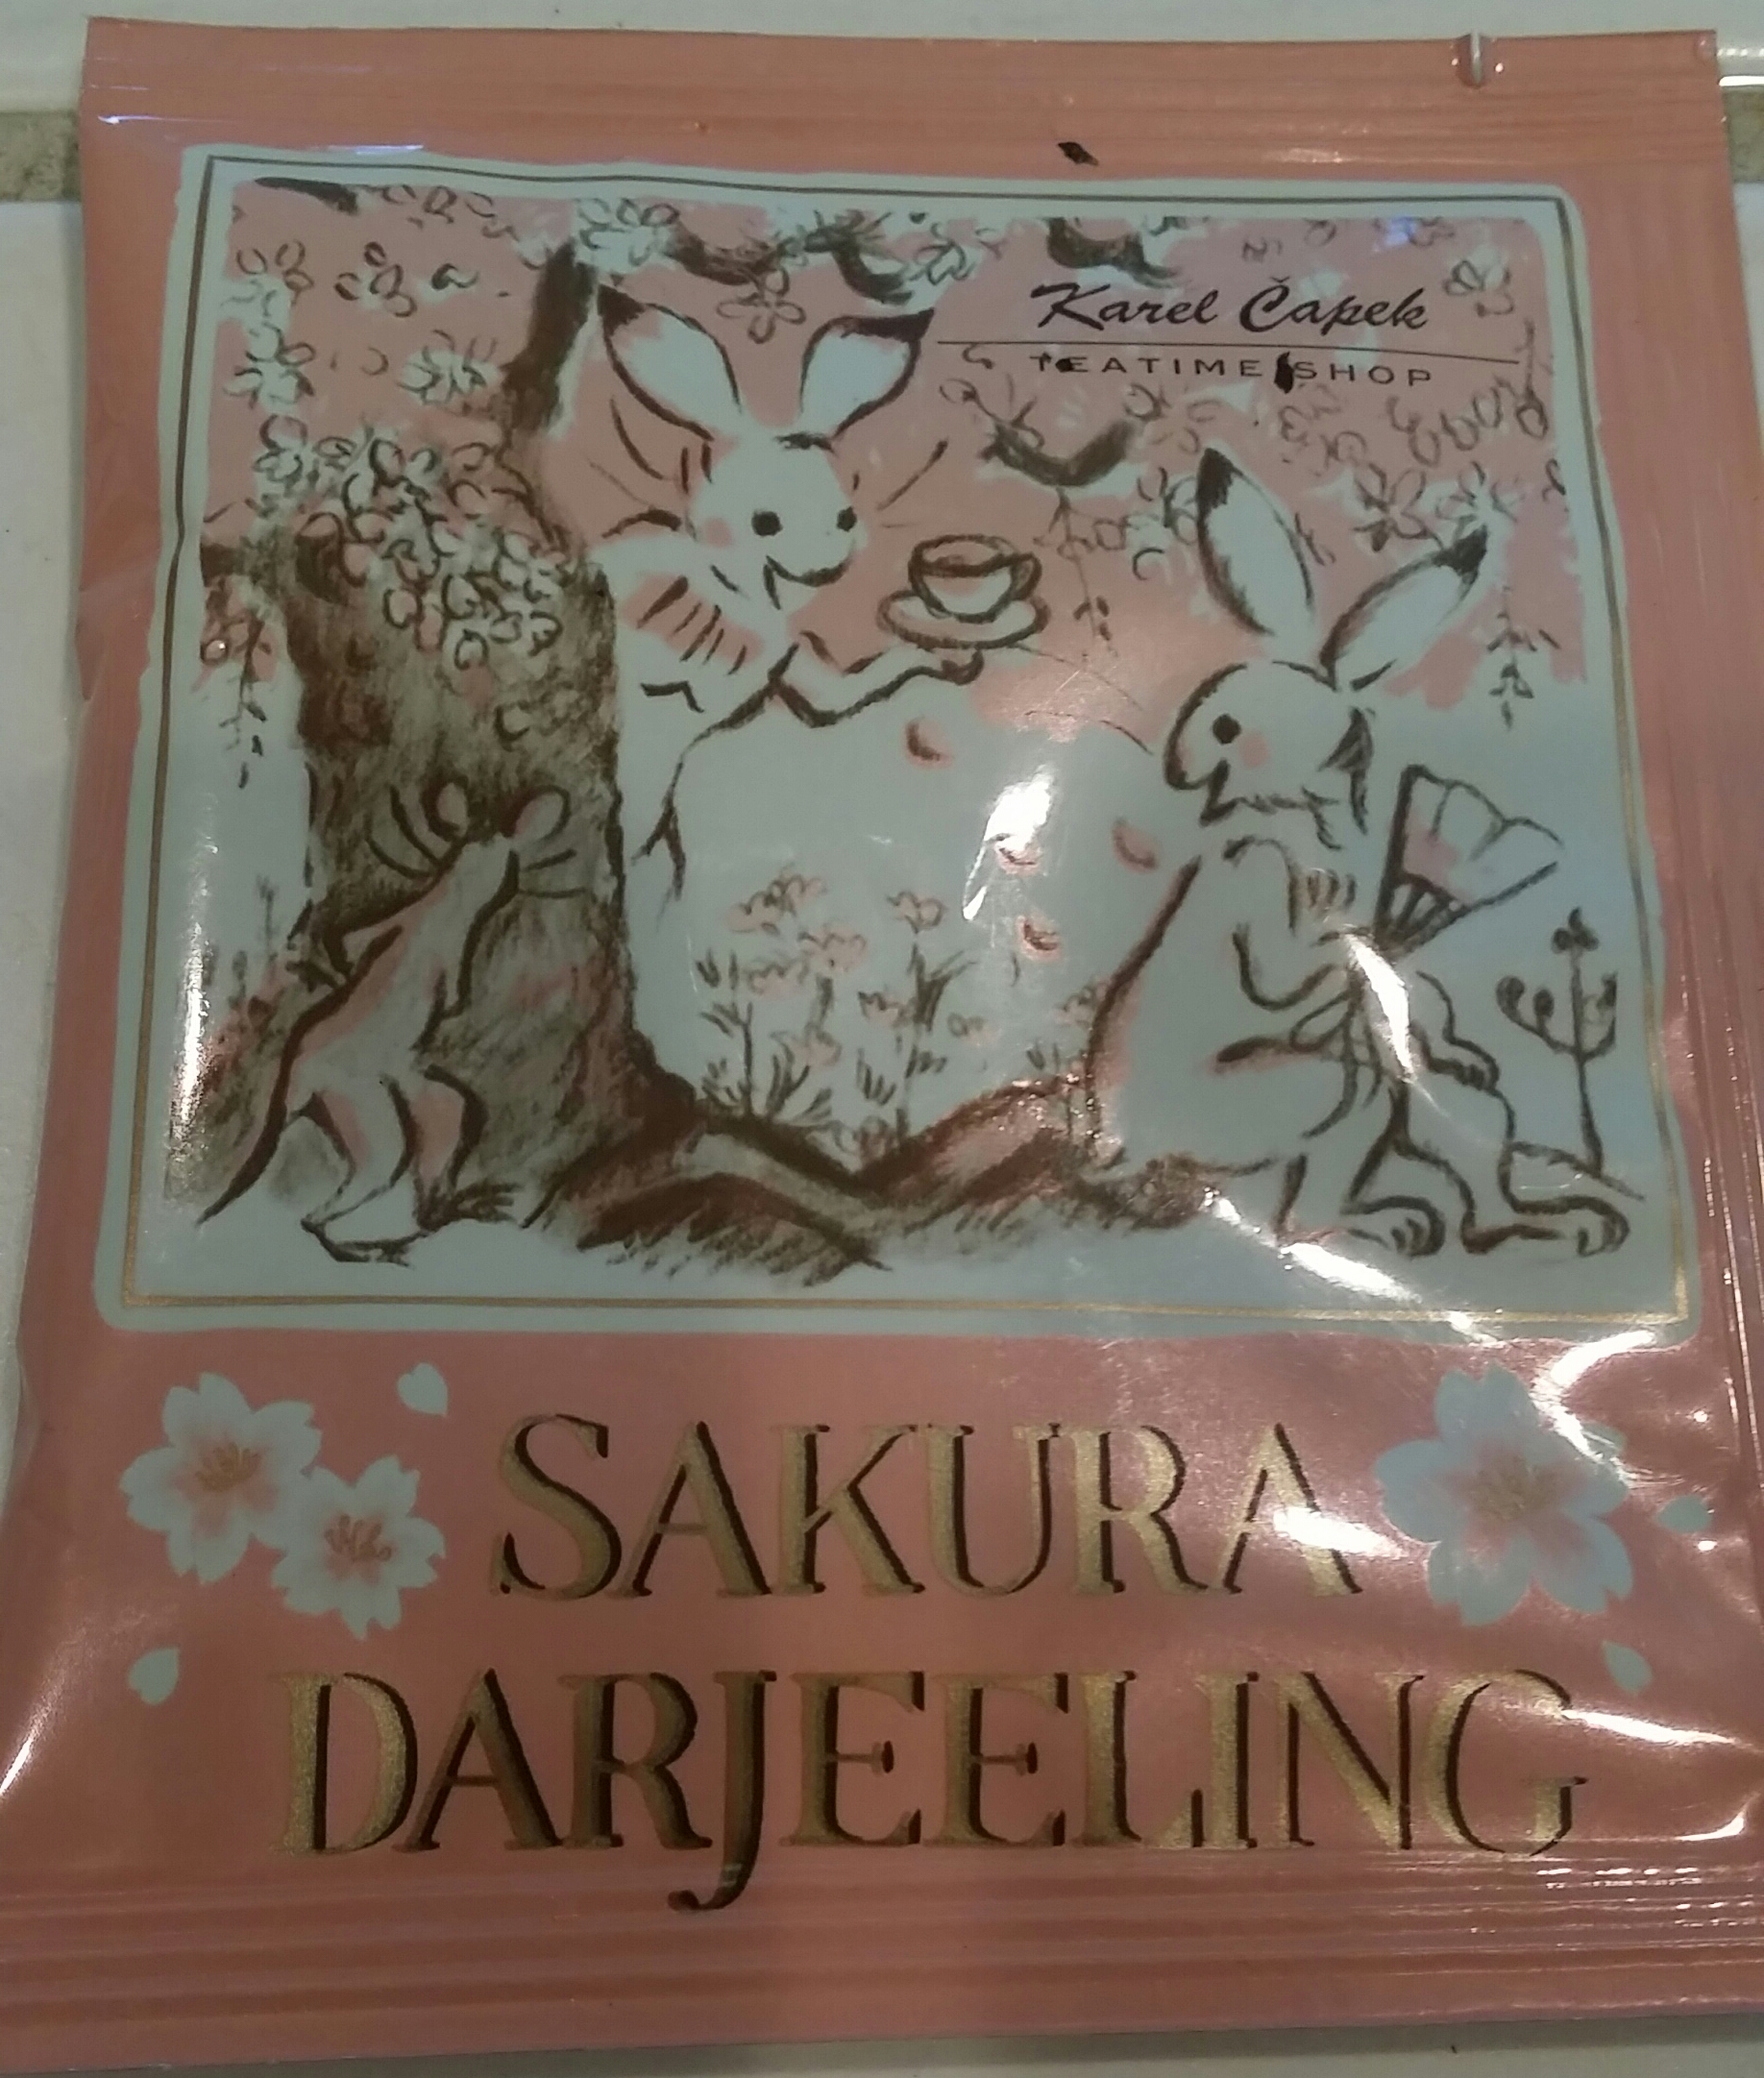 Karel Čapek
TEATIME SHOP
SAKURA
DARJEELING